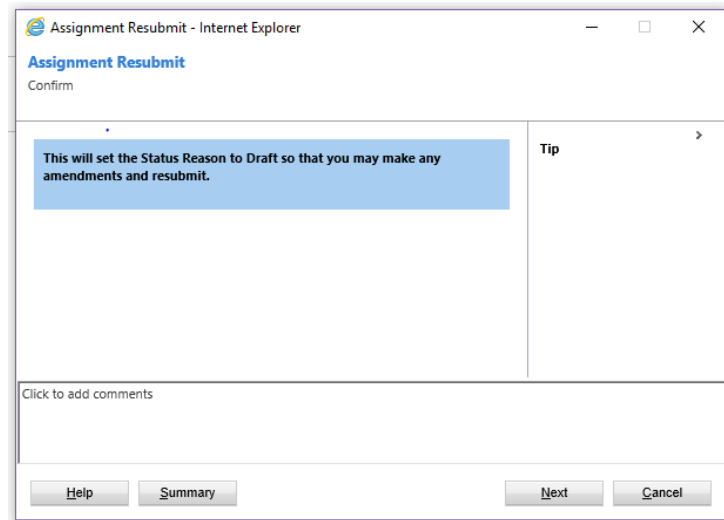 Assignment Resubmit - Internet Explorer
Assignment Resubmit
Confirm
This will set the Status Reason to Draft so that you may make any
amendments and resubmit.
Tip
Click to add comments
Help
Summary
Next
Cancel